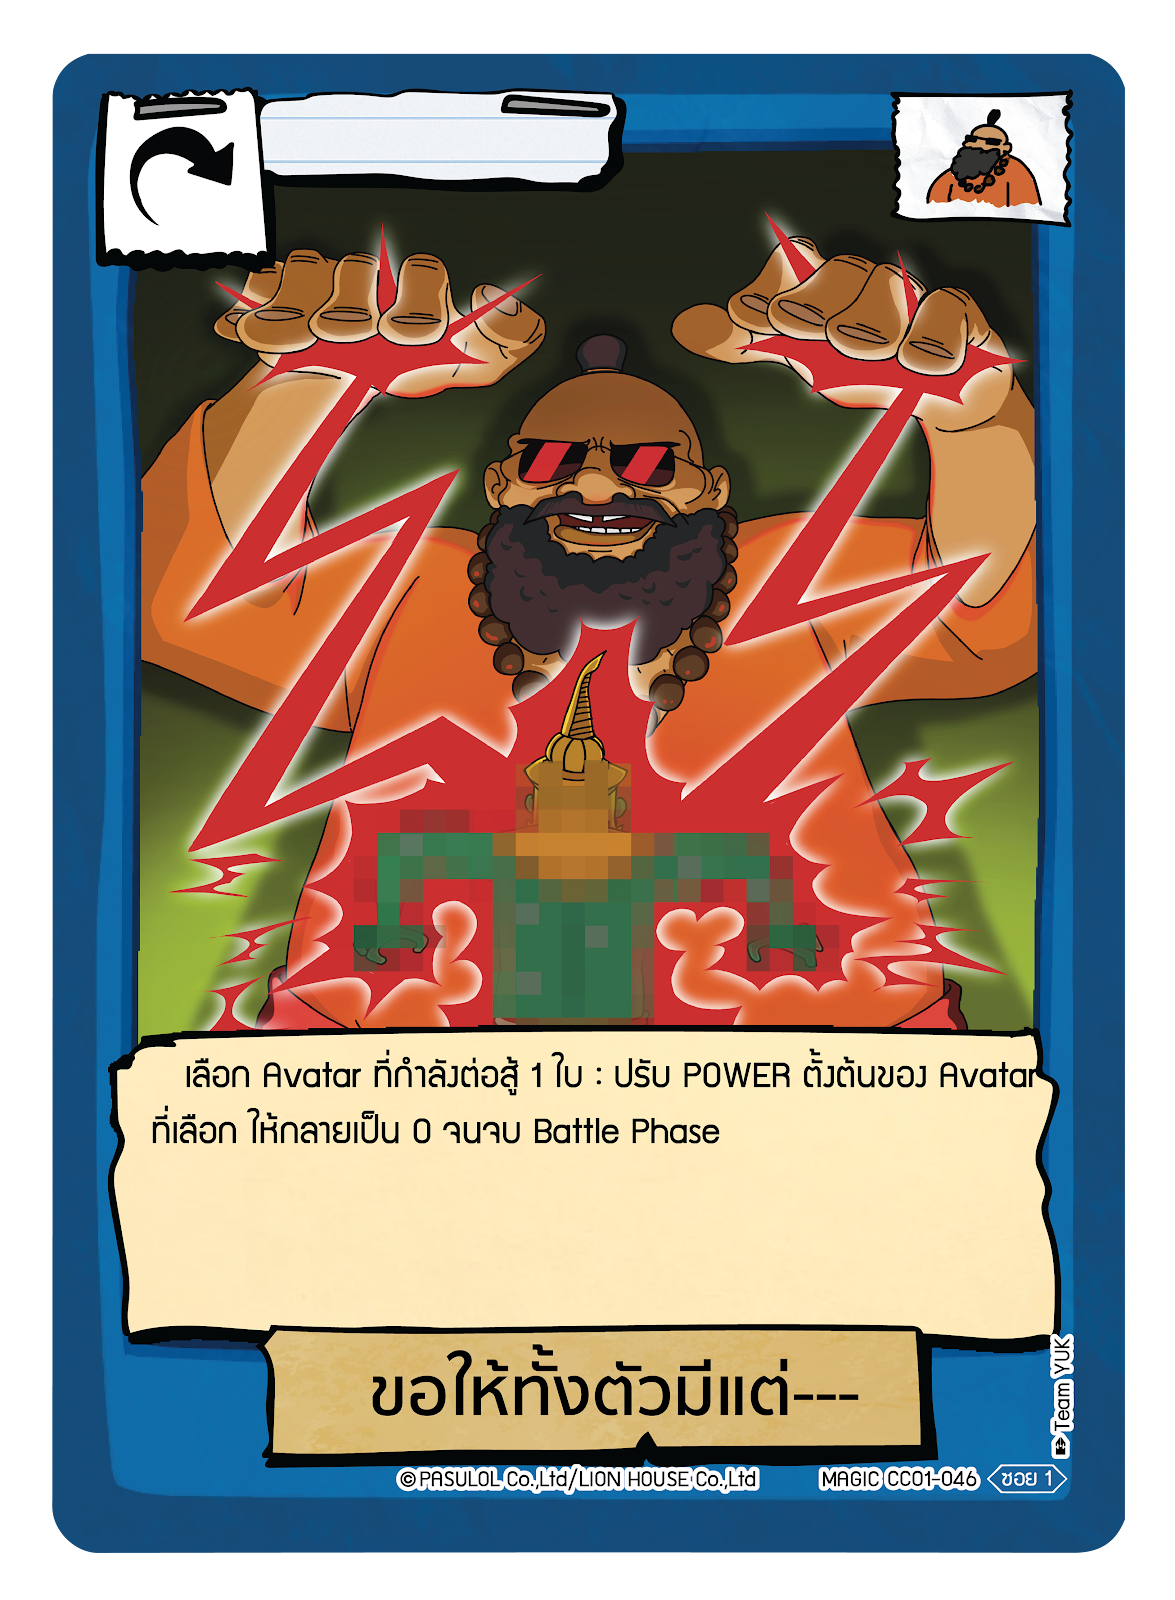 เลือก Avatar ที่กำลังต่อสู้ 1 ใบ : ปรับ POWER ตั้งต้นของ Avatar
ที่เลือก ให้กลายเป็น 0 จนจบ Battle Phase
ขอให้ทั้งตัวมีแต่---
Team YUK
©PASULOL Co.,Ltd/LION HOUSE Co.,Ltd
MAGIC CC01-046
ซอย 1